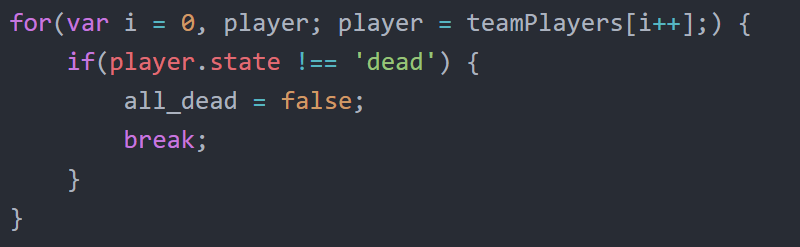 for(var i = 0, player; player = teamPlayers[i++];) {
    if(player.state !== 'dead') {
        all_dead = false;
        break;
    }
}